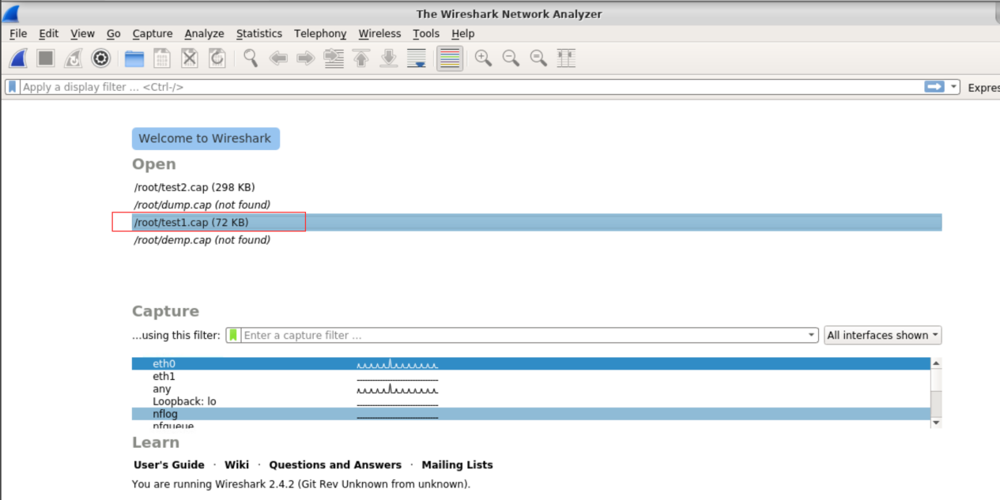 The Wireshark Network Analyzer
File Edit View Go Capture Analyze Statistics Telephony Wireless Tools Help
Apply a display filter ... <Ctrl-/>
Expres
Welcome to Wireshark
Open
/root/test2.cap (298 KB)
/root/dump.cap (not found)
/root/test1.cap (72 KB)
/root/demp.cap (not found)
Capture
...using this filter: Enter a capture filter ... All interfaces shown
eth0
eth1
any
Loopback: lo
nflog
nfqueue
Learn
User's Guide · Wiki · Questions and Answers · Mailing Lists
You are running Wireshark 2.4.2 (Git Rev Unknown from unknown).